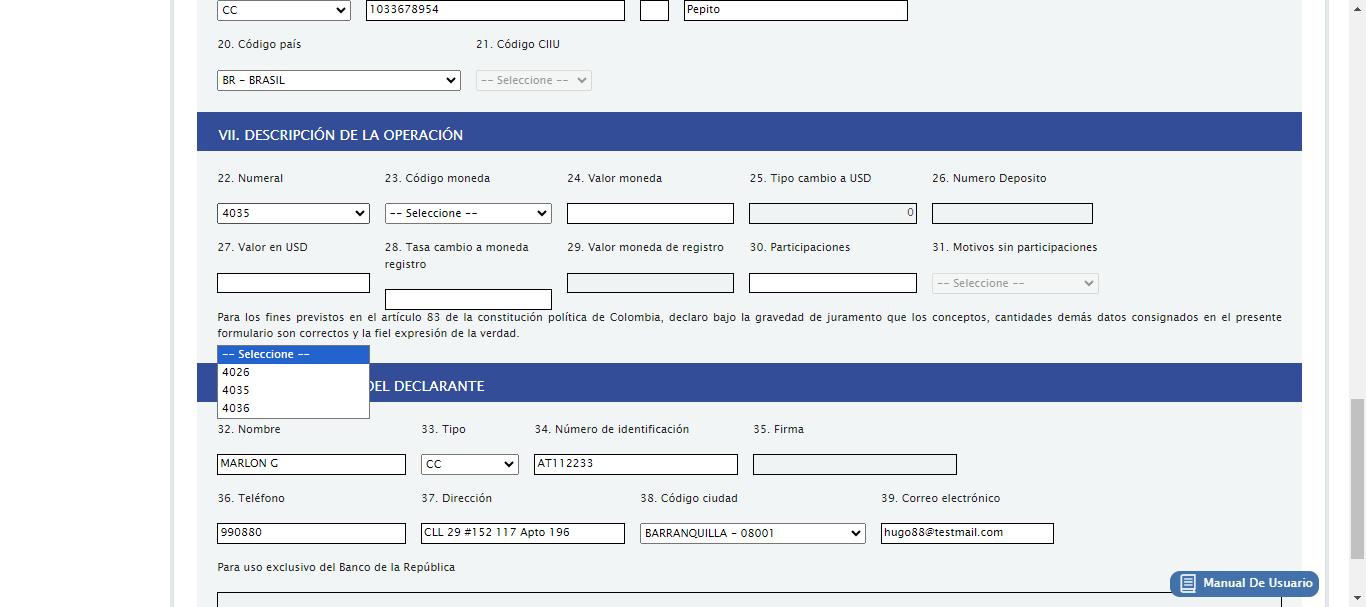 CC 1033678954 Pepito
20. Código país 21. Código CIIU
BR - BRASIL -- Seleccione --
VII. DESCRIPCIÓN DE LA OPERACIÓN
22. Numeral 23. Código moneda 24. Valor moneda 25. Tipo cambio a USD 26. Numero Deposito
4035 -- Seleccione -- 0
27. Valor en USD 28. Tasa cambio a moneda registro 29. Valor moneda de registro 30. Participaciones 31. Motivos sin participaciones
-- Seleccione --
Para los fines previstos en el artículo 83 de la constitución política de Colombia, declaro bajo la gravedad de juramento que los conceptos, cantidades demás datos consignados en el presente
formulario son correctos y la fiel expresión de la verdad.
-- Seleccione --
4026
4035
4036
DEL DECLARANTE
32. Nombre 33. Tipo 34. Número de identificación 35. Firma
MARLON G CC AT112233
36. Teléfono 37. Dirección 38. Código ciudad 39. Correo electrónico
990880 CLL 29 #152 117 Apto 196 BARRANQUILLA - 08001 hugo88@testmail.com
Para uso exclusivo del Banco de la República
Manual De Usuario